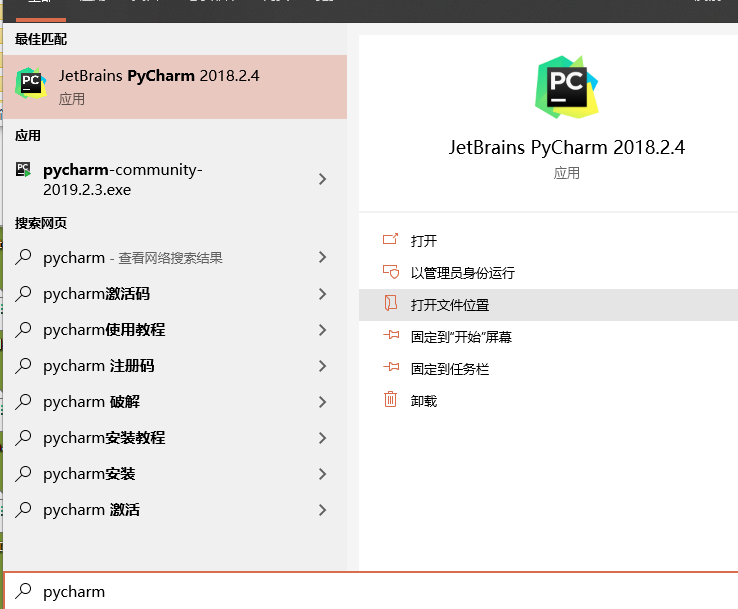 最佳匹配
JetBrains PyCharm 2018.2.4
应用
应用
pycharm-community-
2019.2.3.exe
搜索网页
pycharm - 查看网络搜索结果
pycharm激活码
pycharm使用教程
pycharm 注册码
pycharm 破解
pycharm安装教程
pycharm安装
pycharm 激活
pycharm
PC
JetBrains PyCharm 2018.2.4
应用
打开
以管理员身份运行
打开文件位置
固定到"开始"屏幕
固定到任务栏
卸载